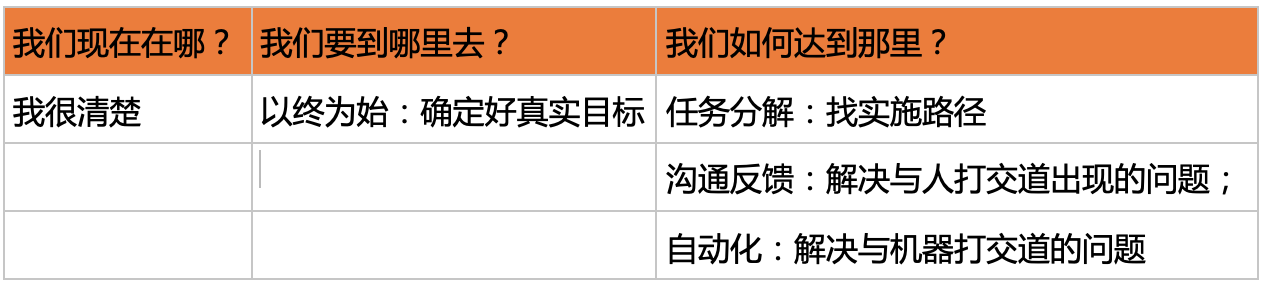 我们现在在哪？ 我们要到哪里去？ 我们如何达到那里？
我很清楚 以终为始：确定好真实目标 任务分解：找实施路径
沟通反馈：解决与人打交道出现的问题；
自动化：解决与机器打交道的问题